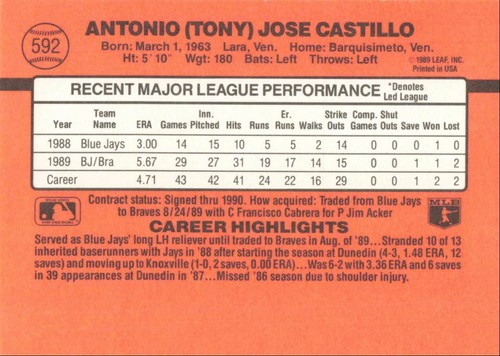 592
ANTONIO (TONY) JOSE CASTILLO
Born: March 1, 1963 Lara, Ven. Home: Barquisimeto, Ven.
Ht: 5' 10" Wgt: 180 Bats: Left Throws: Left
© 1989 LEAF, INC.
Printed in USA
RECENT MAJOR LEAGUE PERFORMANCE *Denotes Led League
Year Team Name ERA Games Inn. Pitched Hits Runs Er. Runs Walks Strike Outs Comp. Games Shut Outs Save Won Lost
1988 Blue Jays 3.00 14 15 10 5 5 2 14 0 0 0 1 0
1989 BJ/Bra 5.67 29 27 31 19 17 14 15 0 0 1 1 2
Career 4.71 43 42 41 24 22 16 29 0 0 1 2 2
Contract status: Signed thru 1990. How acquired: Traded from Blue Jays
to Braves 8/24/89 with C Francisco Cabrera for P Jim Acker
MLB
CAREER HIGHLIGHTS
Served as Blue Jays' long LH reliever until traded to Braves in Aug. of '89...Stranded 10 of 13
inherited baserunners with Jays in '88 after starting the season at Dunedin (4-3, 1.48 ERA, 12
saves) and moving up to Knoxville (1-0, 2 saves, 0.00 ERA)...Was 6-2 with 3.36 ERA and 6 saves
in 39 appearances at Dunedin in '87...Missed '86 season due to shoulder injury.